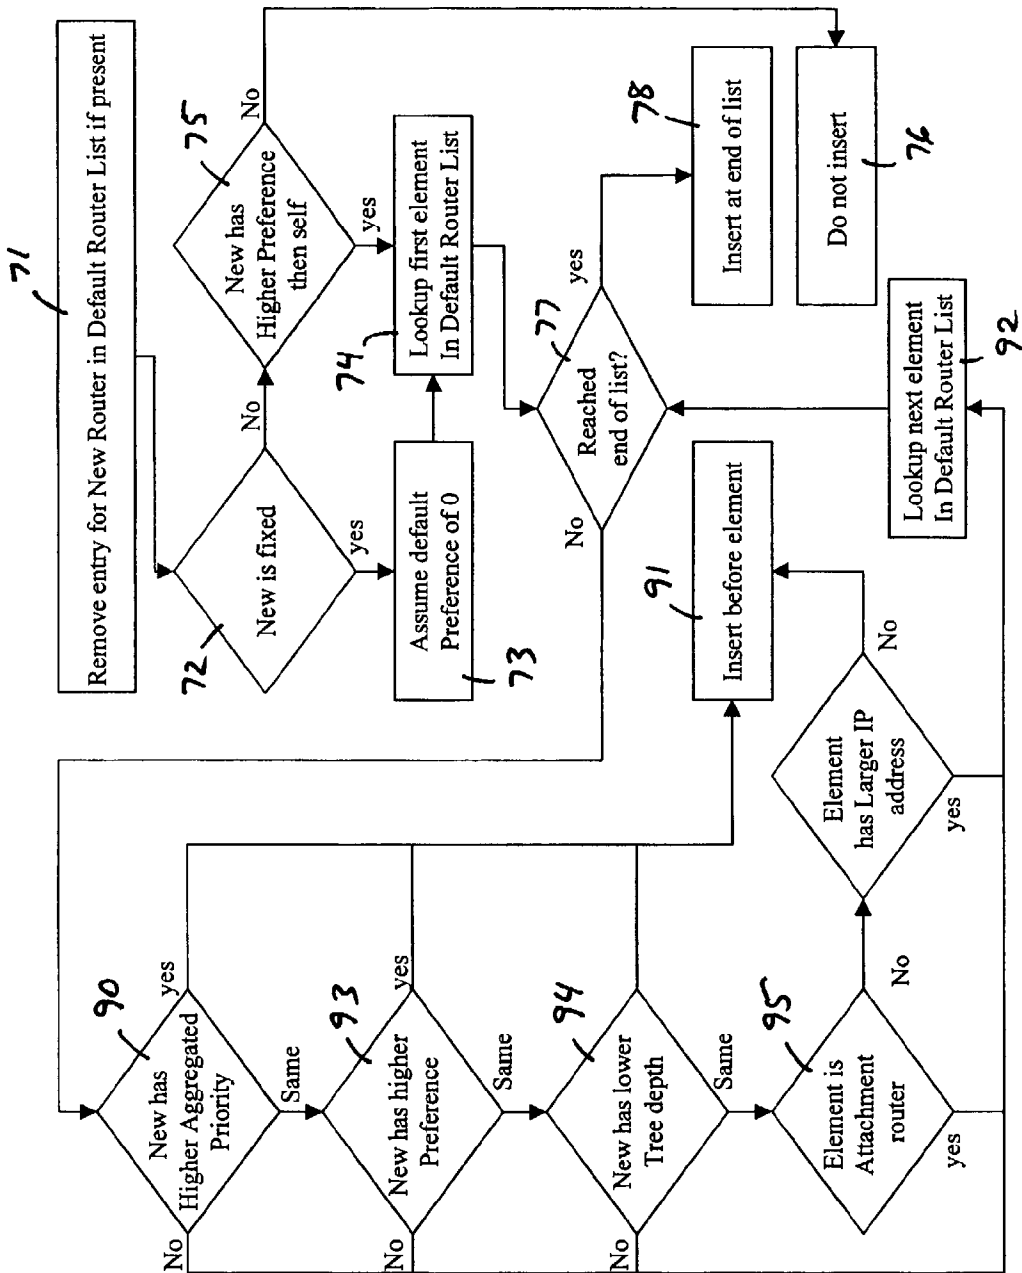 71
Remove entry for New Router in Default Router List if present
72
New is fixed
No
yes
75
New has
Higher Preference
then self
No
yes
73
Assume default
Preference of 0
74
Lookup first element
In Default Router List
77
Reached
end of list?
No
yes
78
Insert at end of list
76
Do not insert
90
New has
Higher Aggregated
Priority
No
yes
Same
93
New has higher
Preference
No
yes
Same
94
New has lower
Tree depth
No
Same
95
Element is
Attachment
router
No
yes
Element
has Larger IP
address
No
yes
91
Insert before element
92
Lookup next element
In Default Router List